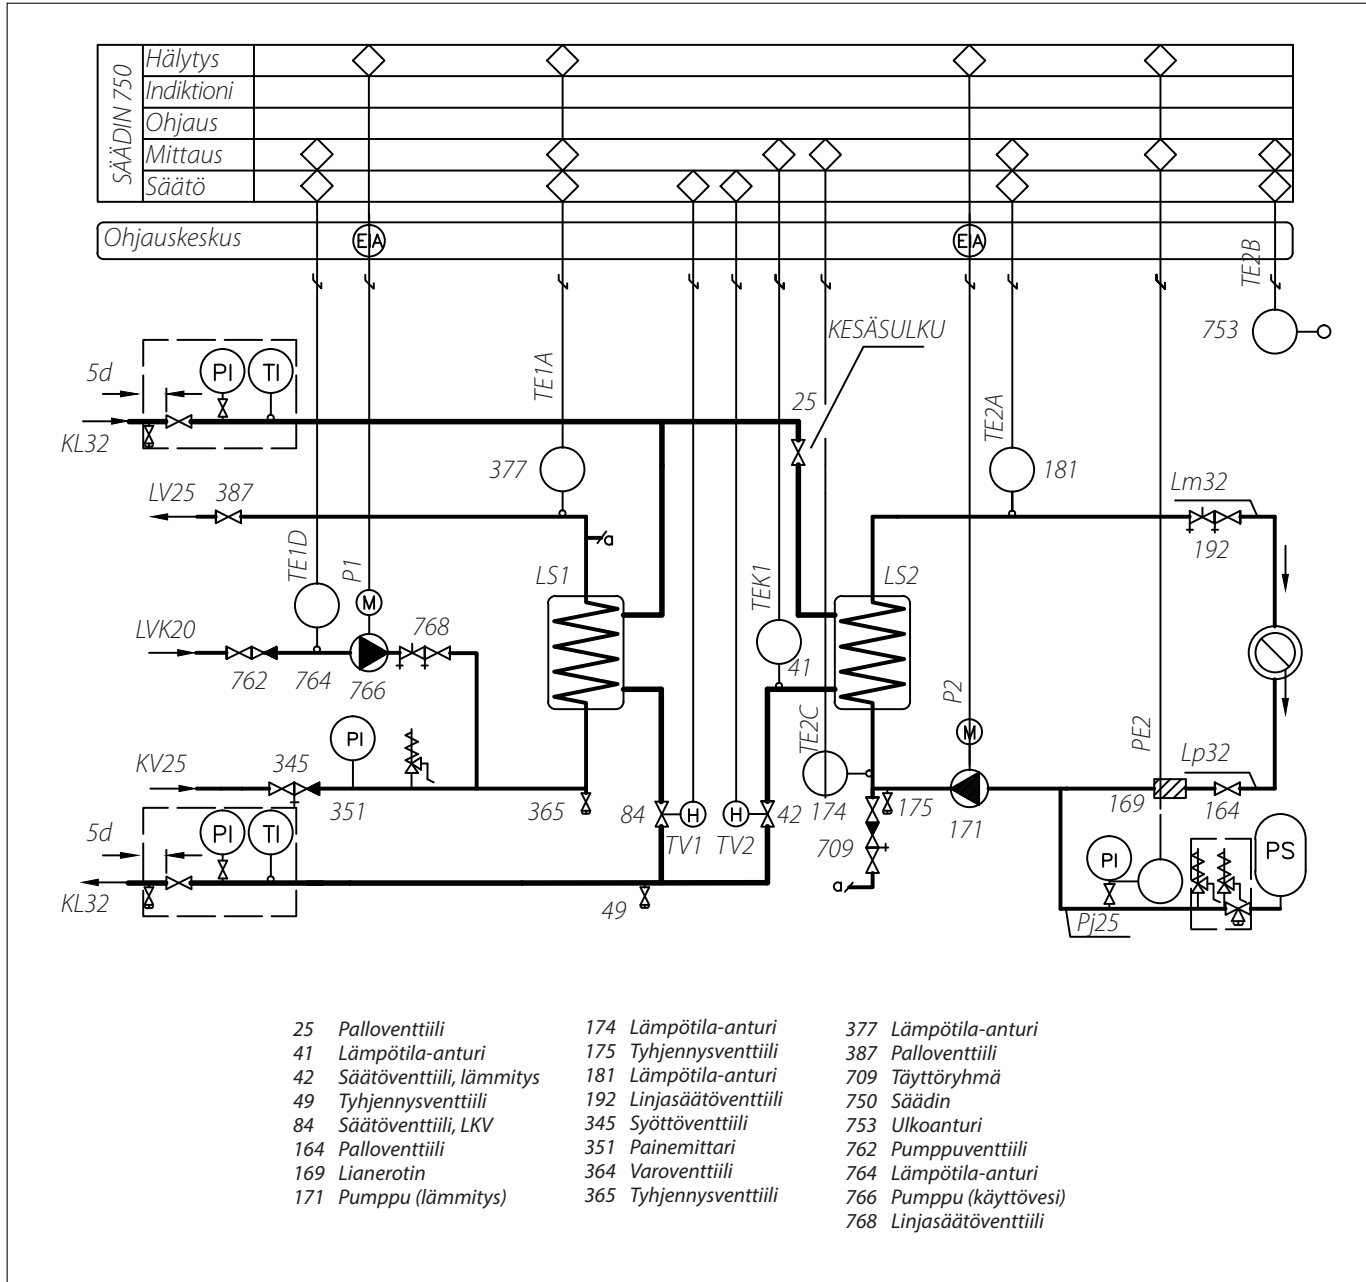 SÄÄDIN 750
Hälytys
Indiktioni
Ohjaus
Mittaus
Säätö
Ohjauskeskus
EIA
EIA
TE2B
753
KESÄSULKU
5d
PI
TI
TE1A
25
TE2A
KL32
377
181
LV25
387
Lm32
192
TE1D
P1
LS1
TEK1
LS2
M
LVK20
768
762
764
766
41
P2
PE2
TE2C
M
KV25
345
PI
351
365
84
H
TV1
H
TV2
42
174
175
171
169
Lp32
164
709
5d
PI
TI
PI
PS
KL32
49
a
a
Pj25
25 Palloventtiili
41 Lämpötila-anturi
42 Säätöventtiili, lämmitys
49 Tyhjennysventtiili
84 Säätöventtiili, LKV
164 Palloventtiili
169 Lianerotin
171 Pumppu (lämmitys)
174 Lämpötila-anturi
175 Tyhjennysventtiili
181 Lämpötila-anturi
192 Linjasäätöventtiili
345 Syöttöventtiili
351 Painemittari
364 Varoventtiili
365 Tyhjennysventtiili
377 Lämpötila-anturi
387 Palloventtiili
709 Täyttöryhmä
750 Säädin
753 Ulkoanturi
762 Pumppuventtiili
764 Lämpötila-anturi
766 Pumppu (käyttövesi)
768 Linjasäätöventtiili